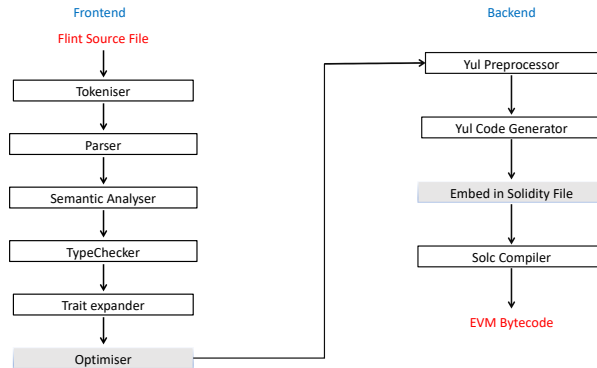 Frontend
Flint Source File
Tokeniser
Parser
Semantic Analyser
TypeChecker
Trait expander
Optimiser
Backend
Yul Preprocessor
Yul Code Generator
Embed in Solidity File
Solc Compiler
EVM Bytecode